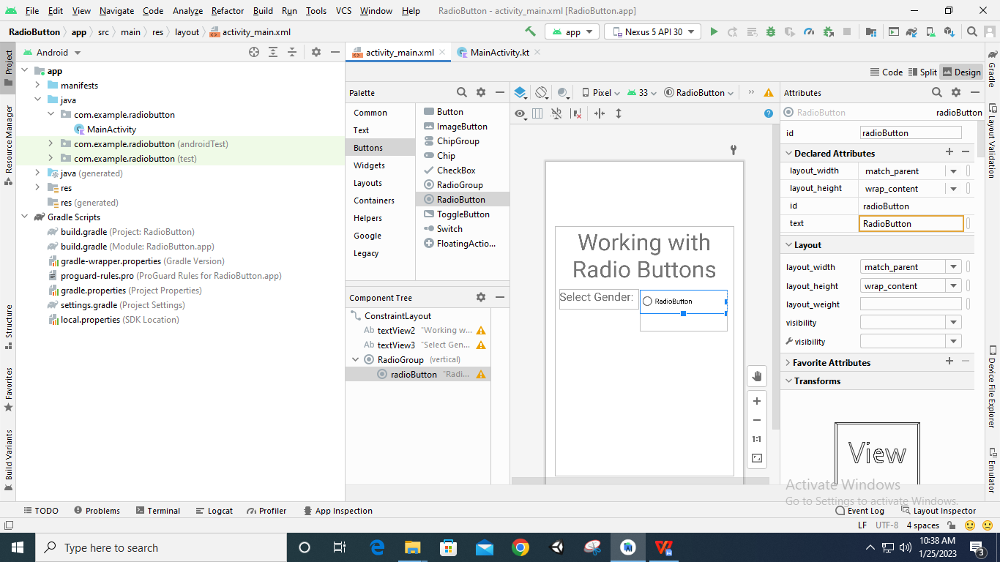 File Edit View Navigate Code Analyze Refactor Build Run Tools VCS Window Help RadioButton - activity_main.xml [RadioButton.app]
RadioButton app src main res layout activity_main.xml
app Nexus 5 API 30
Project
Resource Manager
Structure
Favorites
Build Variants
Android
app
manifests
java
com.example.radiobutton
MainActivity
com.example.radiobutton (androidTest)
com.example.radiobutton (test)
java (generated)
res
res (generated)
Gradle Scripts
build.gradle (Project: RadioButton)
build.gradle (Module: RadioButton.app)
gradle-wrapper.properties (Gradle Version)
proguard-rules.pro (ProGuard Rules for RadioButton.app)
gradle.properties (Project Properties)
settings.gradle (Project Settings)
local.properties (SDK Location)
activity_main.xml MainActivity.kt
Code Split Design
Palette
Common
Text
Buttons
Widgets
Layouts
Containers
Helpers
Google
Legacy
Button
ImageButton
ChipGroup
Chip
CheckBox
RadioGroup
RadioButton
ToggleButton
Switch
FloatingActio...
Component Tree
ConstraintLayout
Ab textView2 "Working w...
Ab textView3 "Select Gen...
RadioGroup (vertical)
radioButton "Radi...
Pixel 33 RadioButton
Working with
Radio Buttons
Select Gender: RadioButton
1:1
Attributes
RadioButton radioButton
id radioButton
Declared Attributes
layout_width match_parent
layout_height wrap_content
id radioButton
text RadioButton
Layout
layout_width match_parent
layout_height wrap_content
layout_weight
visibility
visibility
Favorite Attributes
Transforms
View
Activate Windows
Go to Settings to activate Windows.
Gradle
Layout Validation
Device File Explorer
Emulator
TODO Problems Terminal Logcat Profiler App Inspection Event Log Layout Inspector
LF UTF-8 4 spaces
Type here to search
10:38 AM
1/25/2023
3